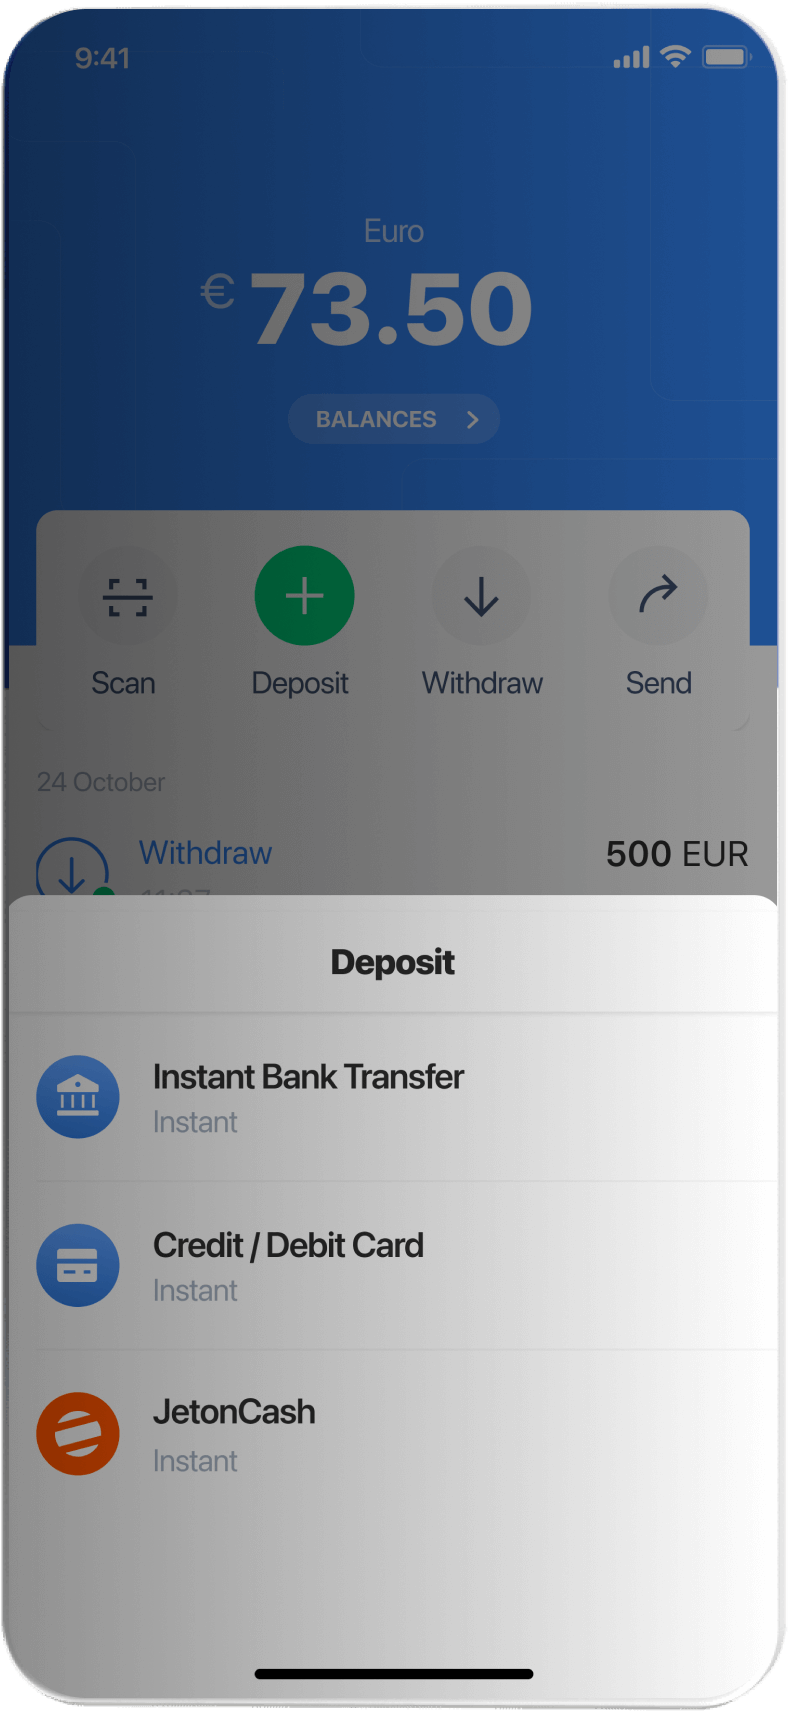 9:41
Euro
€ 73.50
BALANCES
Scan Deposit Withdraw Send
24 October
Withdraw 500 EUR
Deposit
Instant Bank Transfer
Instant
Credit / Debit Card
Instant
JetonCash
Instant